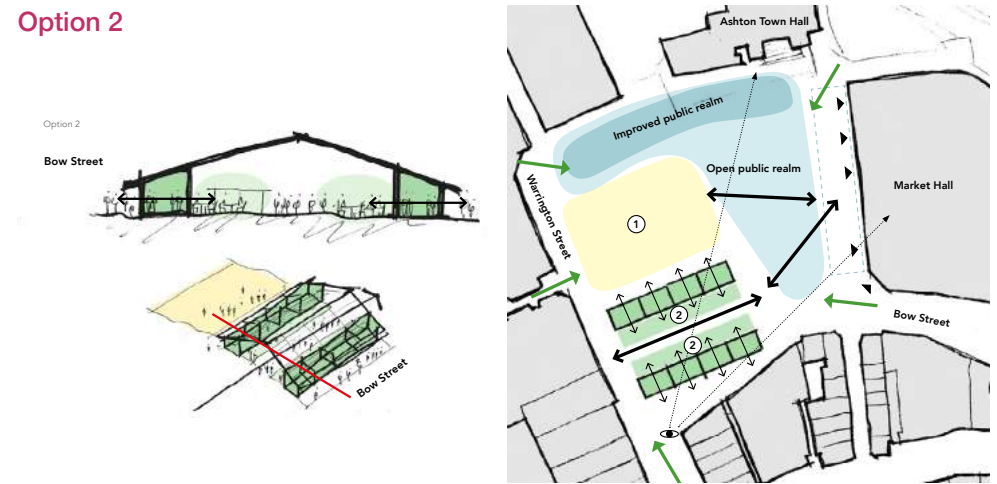 Option 2
Option 2
Bow Street
Bow Street
Ashton Town Hall
Improved public realm
Open public realm
Market Hall
Warrington Street
1
2
2
Bow Street